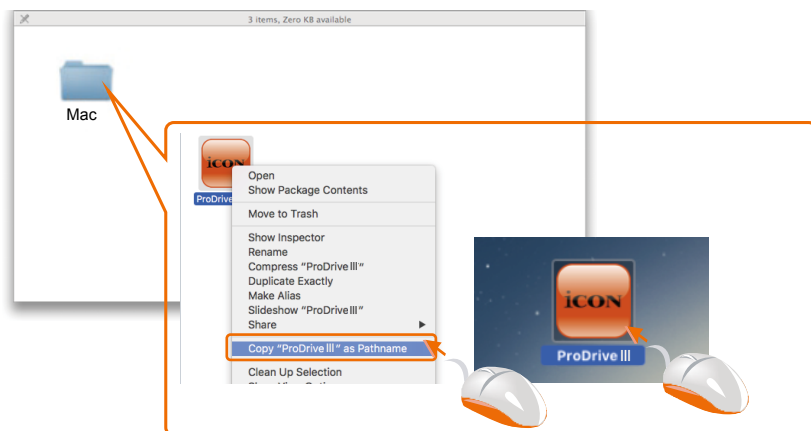 3 items, Zero KB available
Mac
iCON
ProDrive
Open
Show Package Contents
Move to Trash
Show Inspector
Rename
Compress “ProDrive III”
Duplicate Exactly
Make Alias
Slideshow “ProDrive III”
Share
Copy “ProDrive III” as Pathname
Clean Up Selection
iCON
ProDrive III